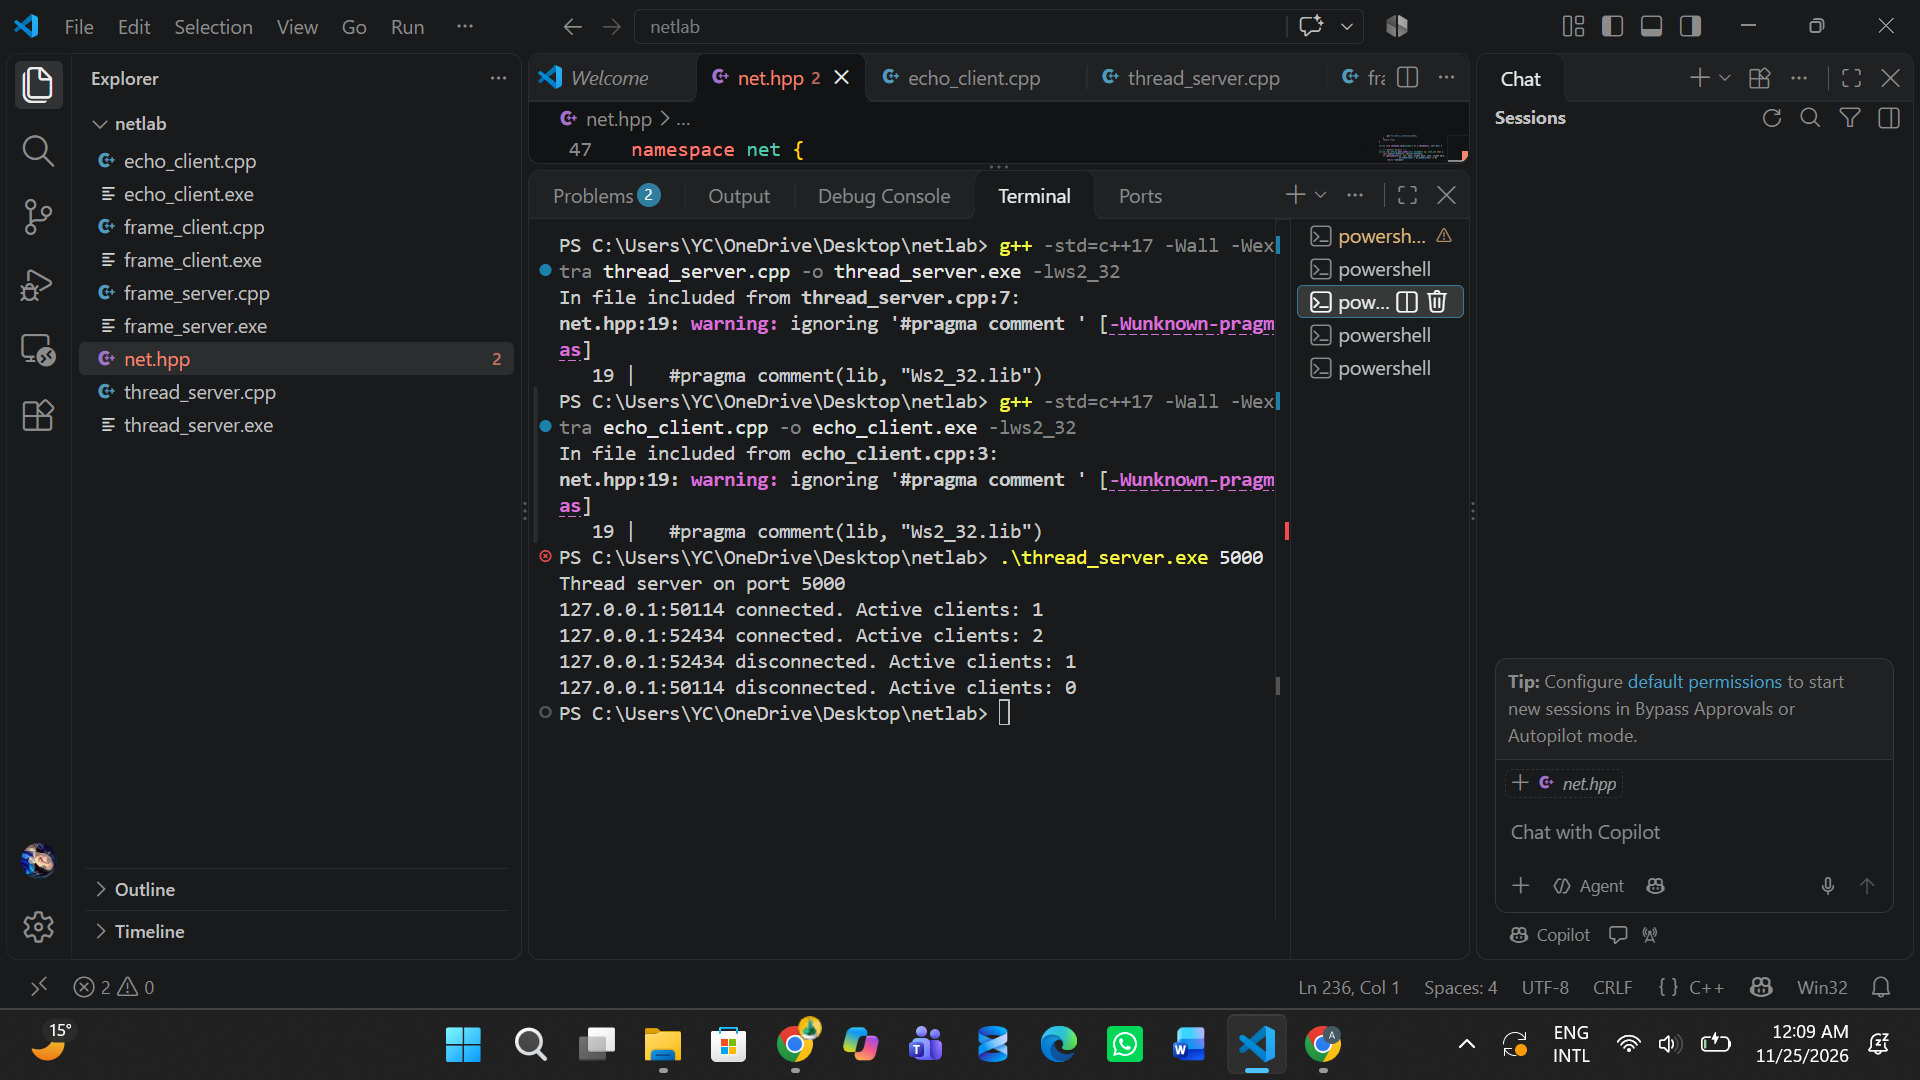 File Edit Selection View Go Run ··· netlab
Explorer
netlab
echo_client.cpp
echo_client.exe
frame_client.cpp
frame_client.exe
frame_server.cpp
frame_server.exe
net.hpp 2
thread_server.cpp
thread_server.exe
Outline
Timeline
Welcome net.hpp 2 echo_client.cpp thread_server.cpp fra
net.hpp > ...
47 namespace net {
Problems 2 Output Debug Console Terminal Ports
PS C:\Users\YC\OneDrive\Desktop\netlab> g++ -std=c++17 -Wall -Wex
tra thread_server.cpp -o thread_server.exe -lws2_32
In file included from thread_server.cpp:7:
net.hpp:19: warning: ignoring '#pragma comment ' [-Wunknown-pragm
as]
19 | #pragma comment(lib, "Ws2_32.lib")
PS C:\Users\YC\OneDrive\Desktop\netlab> g++ -std=c++17 -Wall -Wex
tra echo_client.cpp -o echo_client.exe -lws2_32
In file included from echo_client.cpp:3:
net.hpp:19: warning: ignoring '#pragma comment ' [-Wunknown-pragm
as]
19 | #pragma comment(lib, "Ws2_32.lib")
PS C:\Users\YC\OneDrive\Desktop\netlab> .\thread_server.exe 5000
Thread server on port 5000
127.0.0.1:50114 connected. Active clients: 1
127.0.0.1:52434 connected. Active clients: 2
127.0.0.1:52434 disconnected. Active clients: 1
127.0.0.1:50114 disconnected. Active clients: 0
PS C:\Users\YC\OneDrive\Desktop\netlab>
powersh...
powershell
pow...
powershell
powershell
Chat
Sessions
Tip: Configure default permissions to start
new sessions in Bypass Approvals or
Autopilot mode.
net.hpp
Chat with Copilot
Agent
Copilot
2 0 Ln 236, Col 1 Spaces: 4 UTF-8 CRLF { } C++ Win32
15°
ENG
INTL
12:09 AM
11/25/2026